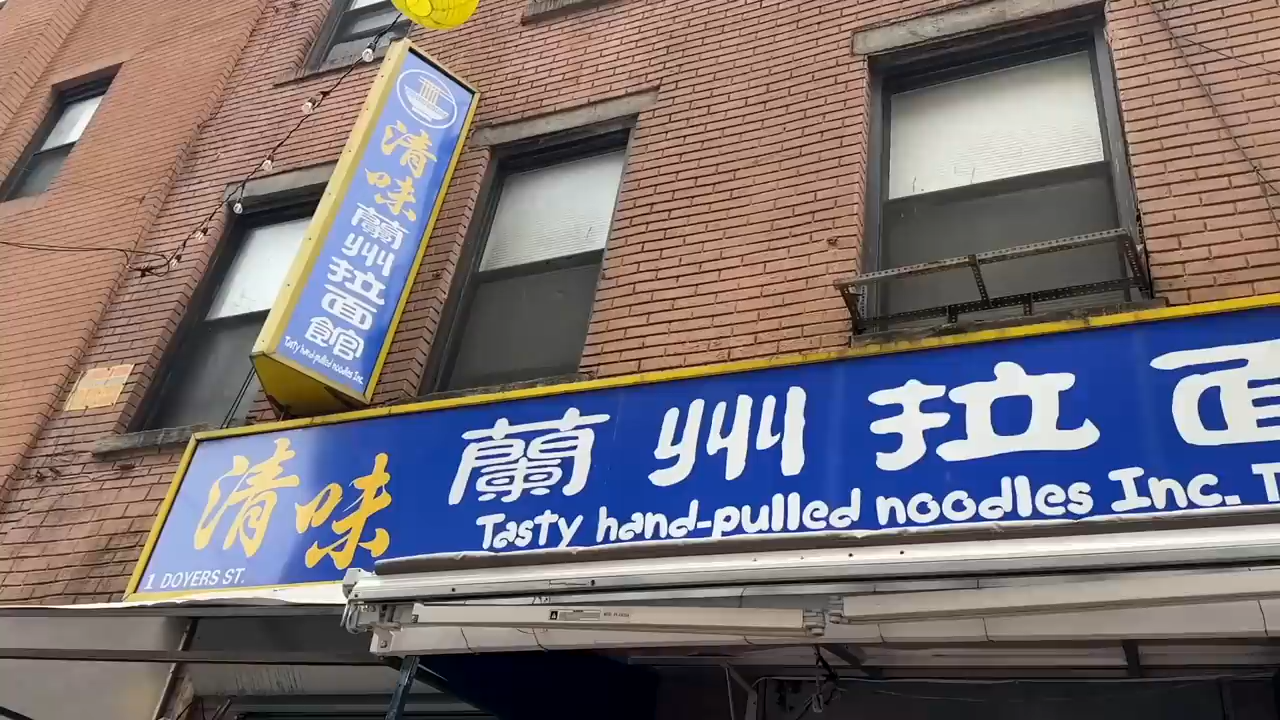 清味
蘭州拉面館
Tasty hand-pulled noodles Inc.
清味
蘭州拉面
Tasty hand-pulled noodles Inc.
1 DOYERS ST.